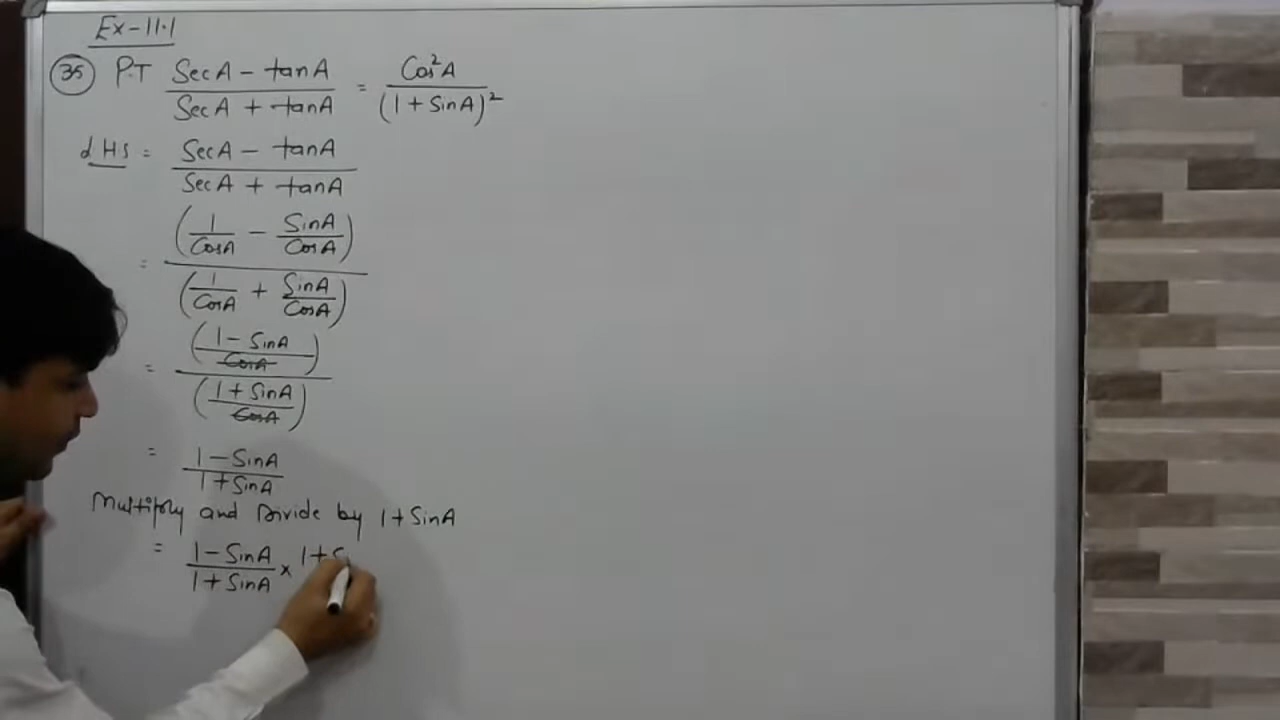 Ex-11.1
35 P.T SecA - tanA / SecA + tanA = Cos²A / (1 + SinA)²
LHS = SecA - tanA / SecA + tanA
= (1/CosA - SinA/CosA) / (1/CosA + SinA/CosA)
= (1 - SinA / CosA) / (1 + SinA / CosA)
= 1 - SinA / 1 + SinA
Multiply and Divide by 1 + SinA
= 1 - SinA / 1 + SinA × 1 + S